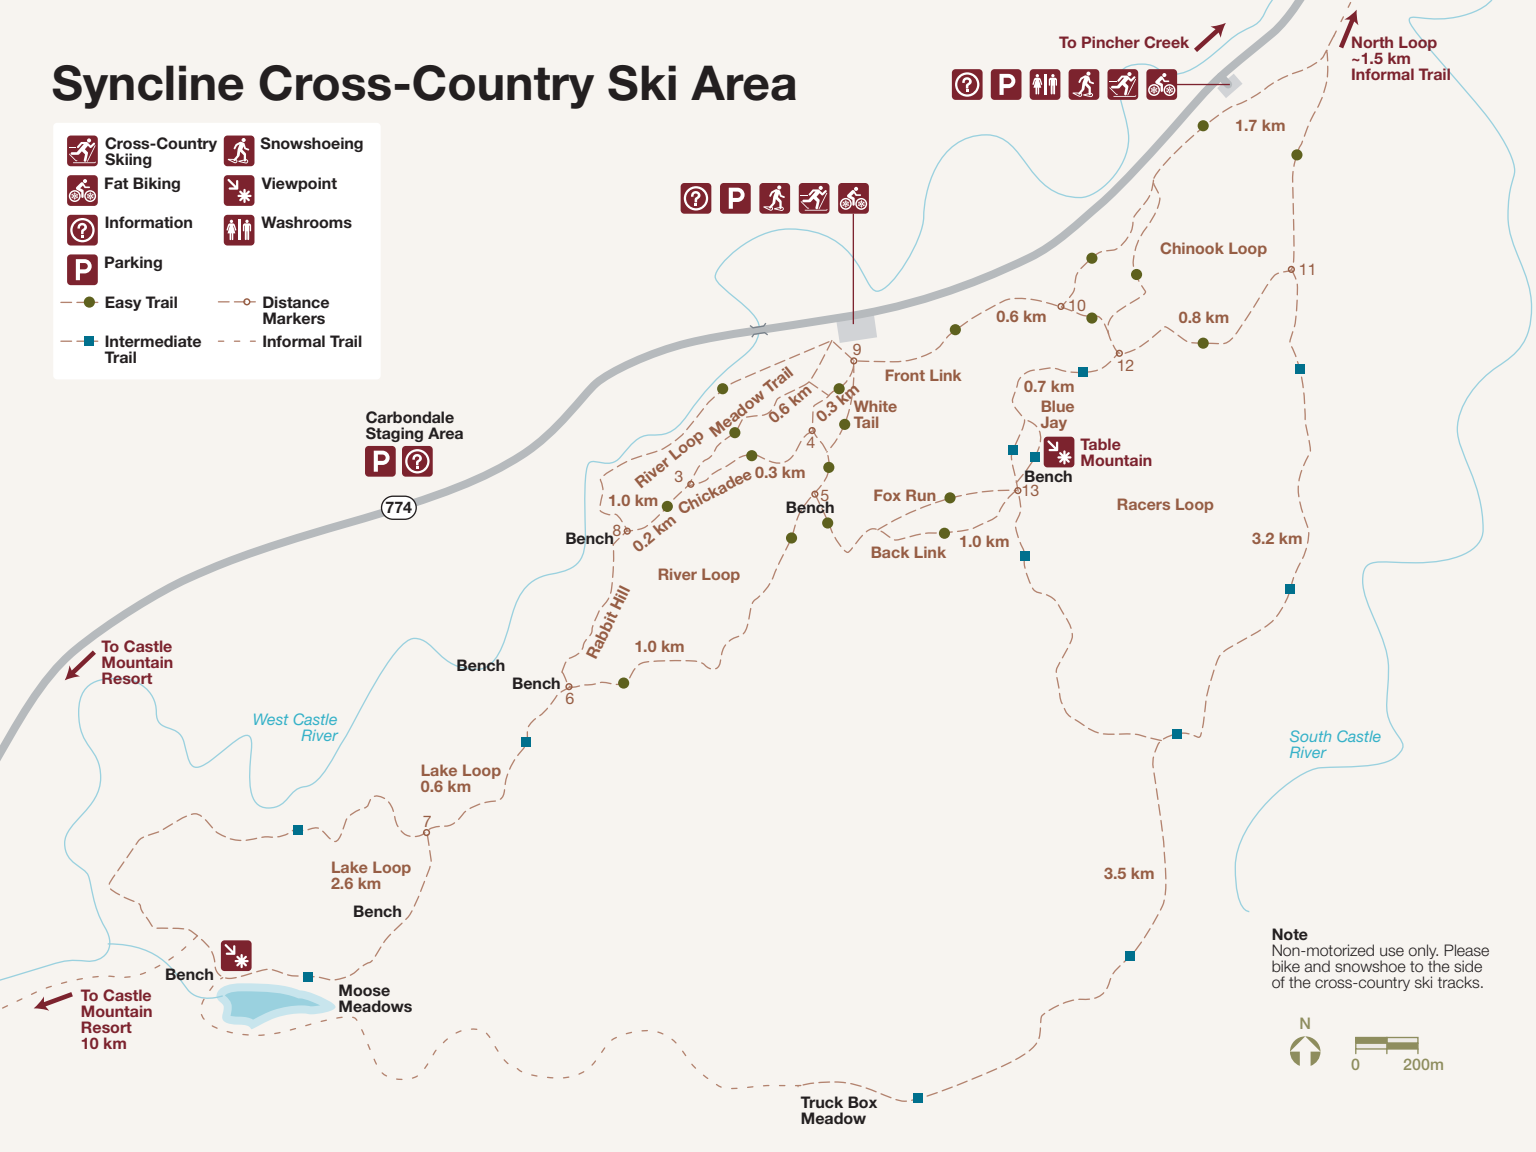 To Pincher Creek
North Loop
~1.5 km
Informal Trail
Syncline Cross-Country Ski Area
? P
1.7 km
Cross-Country
Skiing
Snowshoeing
Fat Biking
Viewpoint
? Information
Washrooms
P Parking
Easy Trail
Distance
Markers
Intermediate
Trail
Informal Trail
? P
Chinook Loop
11
10
0.6 km
0.8 km
12
9
Front Link
0.7 km
Blue
Jay
White
Tail
Meadow Trail
0.6 km
0.3 km
4
River Loop
3
Chickadee
0.3 km
1.0 km
0.2 km
8
Bench
5
Bench
Table
Mountain
Bench
13
Fox Run
Back Link
1.0 km
Racers Loop
3.2 km
Carbondale
Staging Area
P ?
774
River Loop
Rabbit Hill
1.0 km
To Castle
Mountain
Resort
Bench
Bench
6
West Castle
River
South Castle
River
Lake Loop
0.6 km
7
Lake Loop
2.6 km
Bench
3.5 km
Bench
Moose
Meadows
To Castle
Mountain
Resort
10 km
Truck Box
Meadow
Note
Non-motorized use only. Please
bike and snowshoe to the side
of the cross-country ski tracks.
N
0 200m